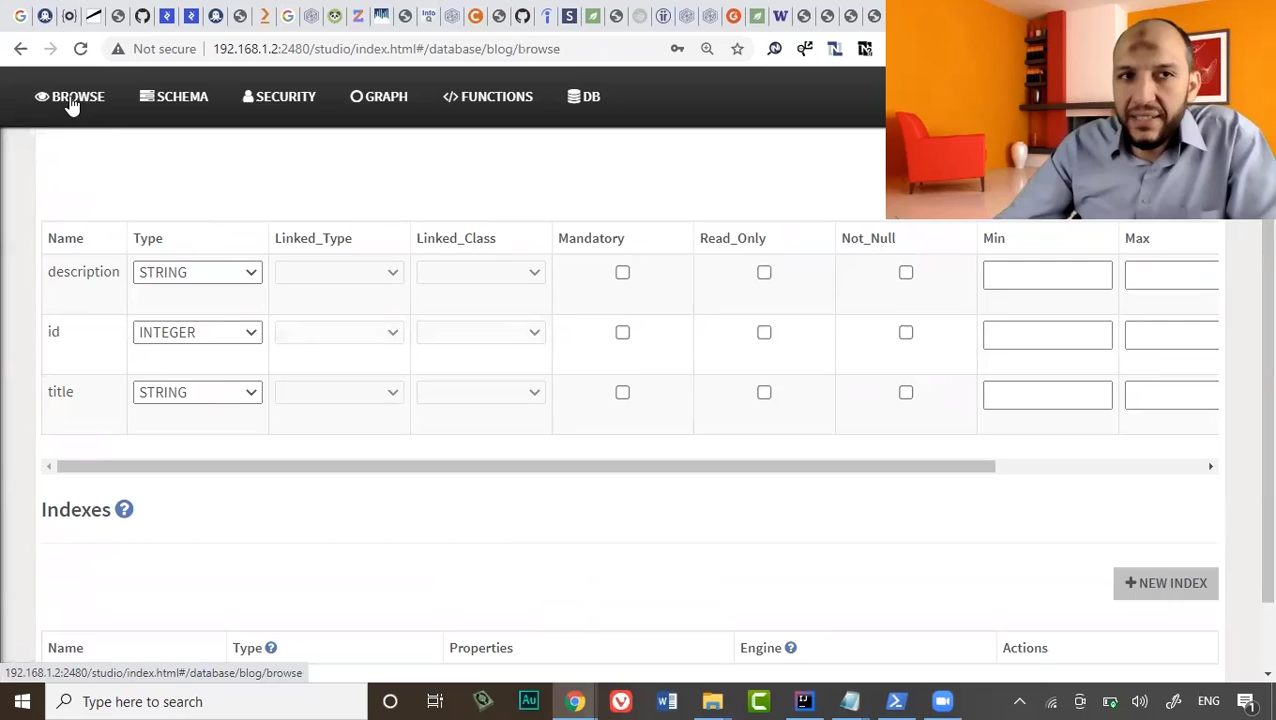 Not secure 192.168.1.2:2480/studio/index.html#/database/blog/browse
BROWSE SCHEMA SECURITY GRAPH </> FUNCTIONS DB
Name Type Linked_Type Linked_Class Mandatory Read_Only Not_Null Min Max
description STRING
id INTEGER
title STRING
Indexes ?
+ NEW INDEX
Name Type ? Properties Engine ? Actions
192.168.1.2:2480/studio/index.html#/database/blog/browse
Type here to search ENG 1